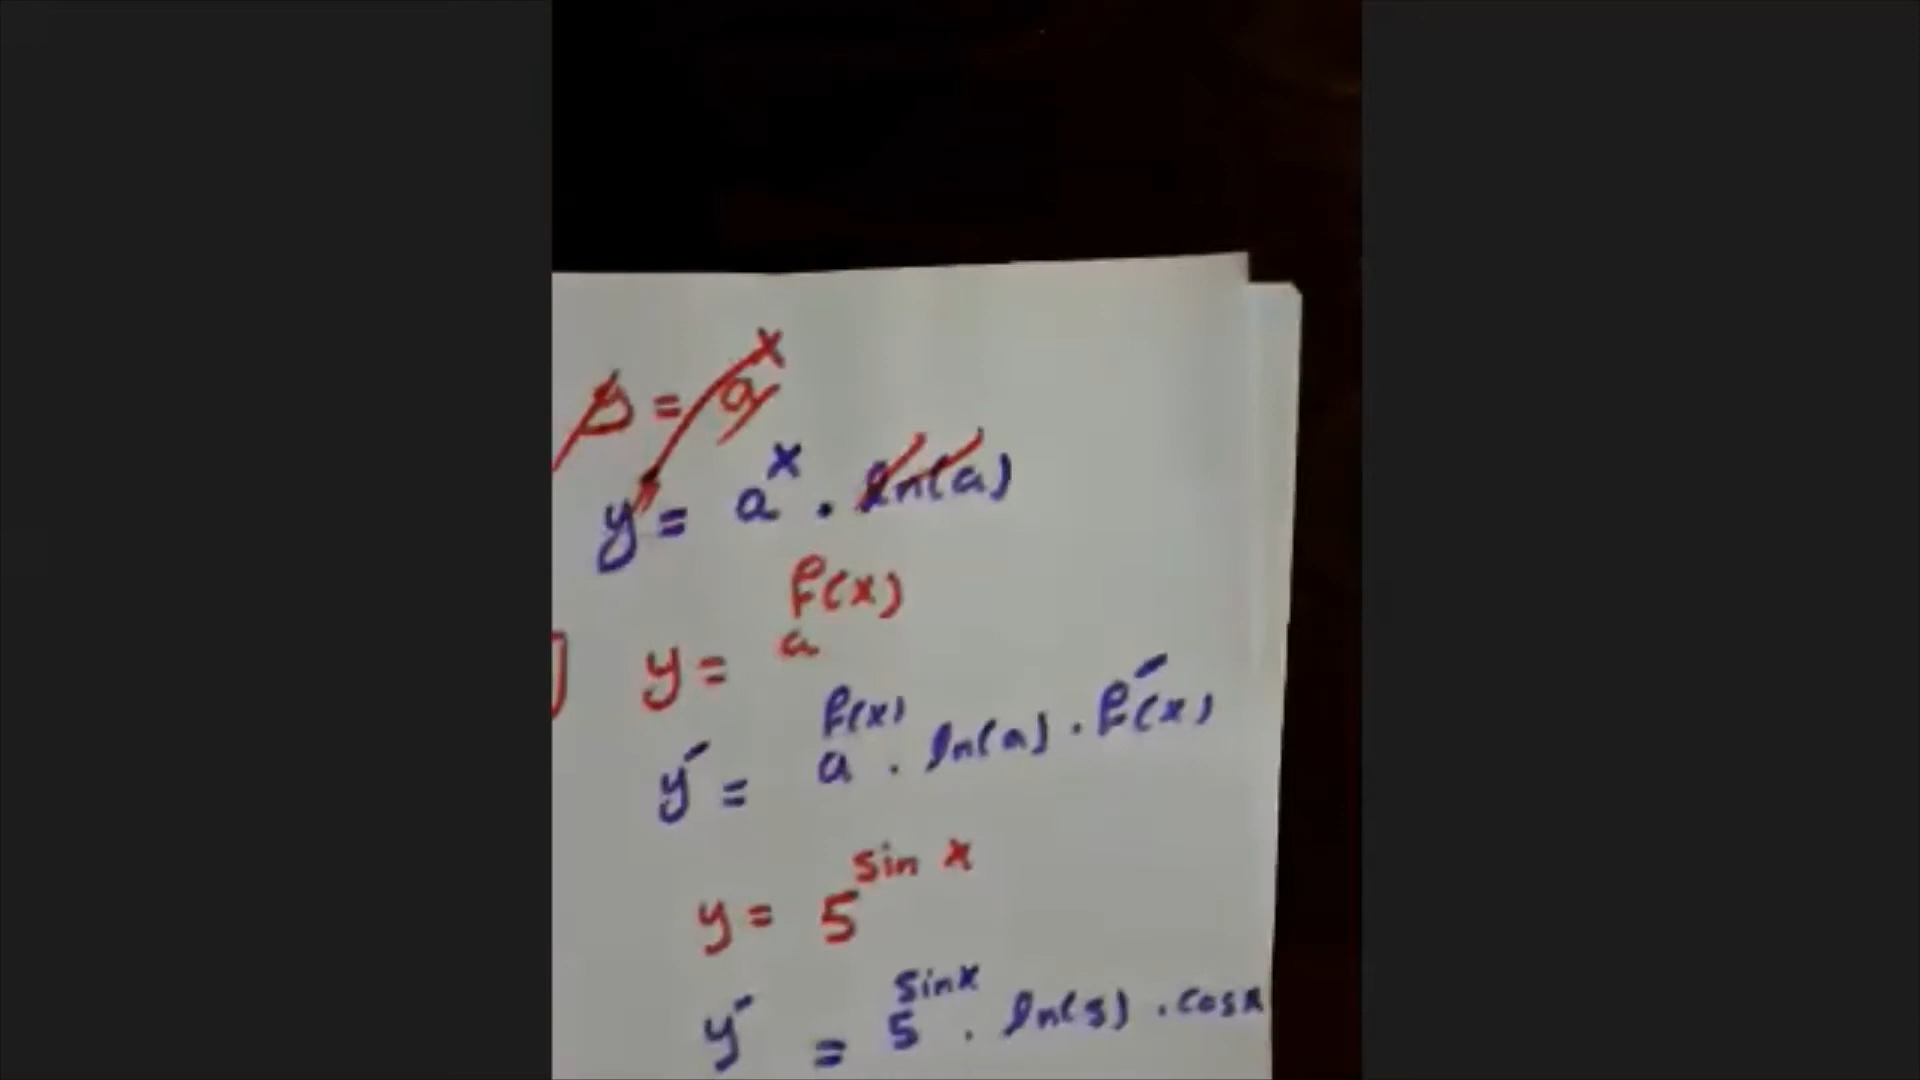 y = a^x
y' = a^x . ln(a)
y = a^f(x)
y' = a^f(x) . ln(a) . f'(x)
y = 5^sin x
y' = 5^sinx . ln(5) . cosx